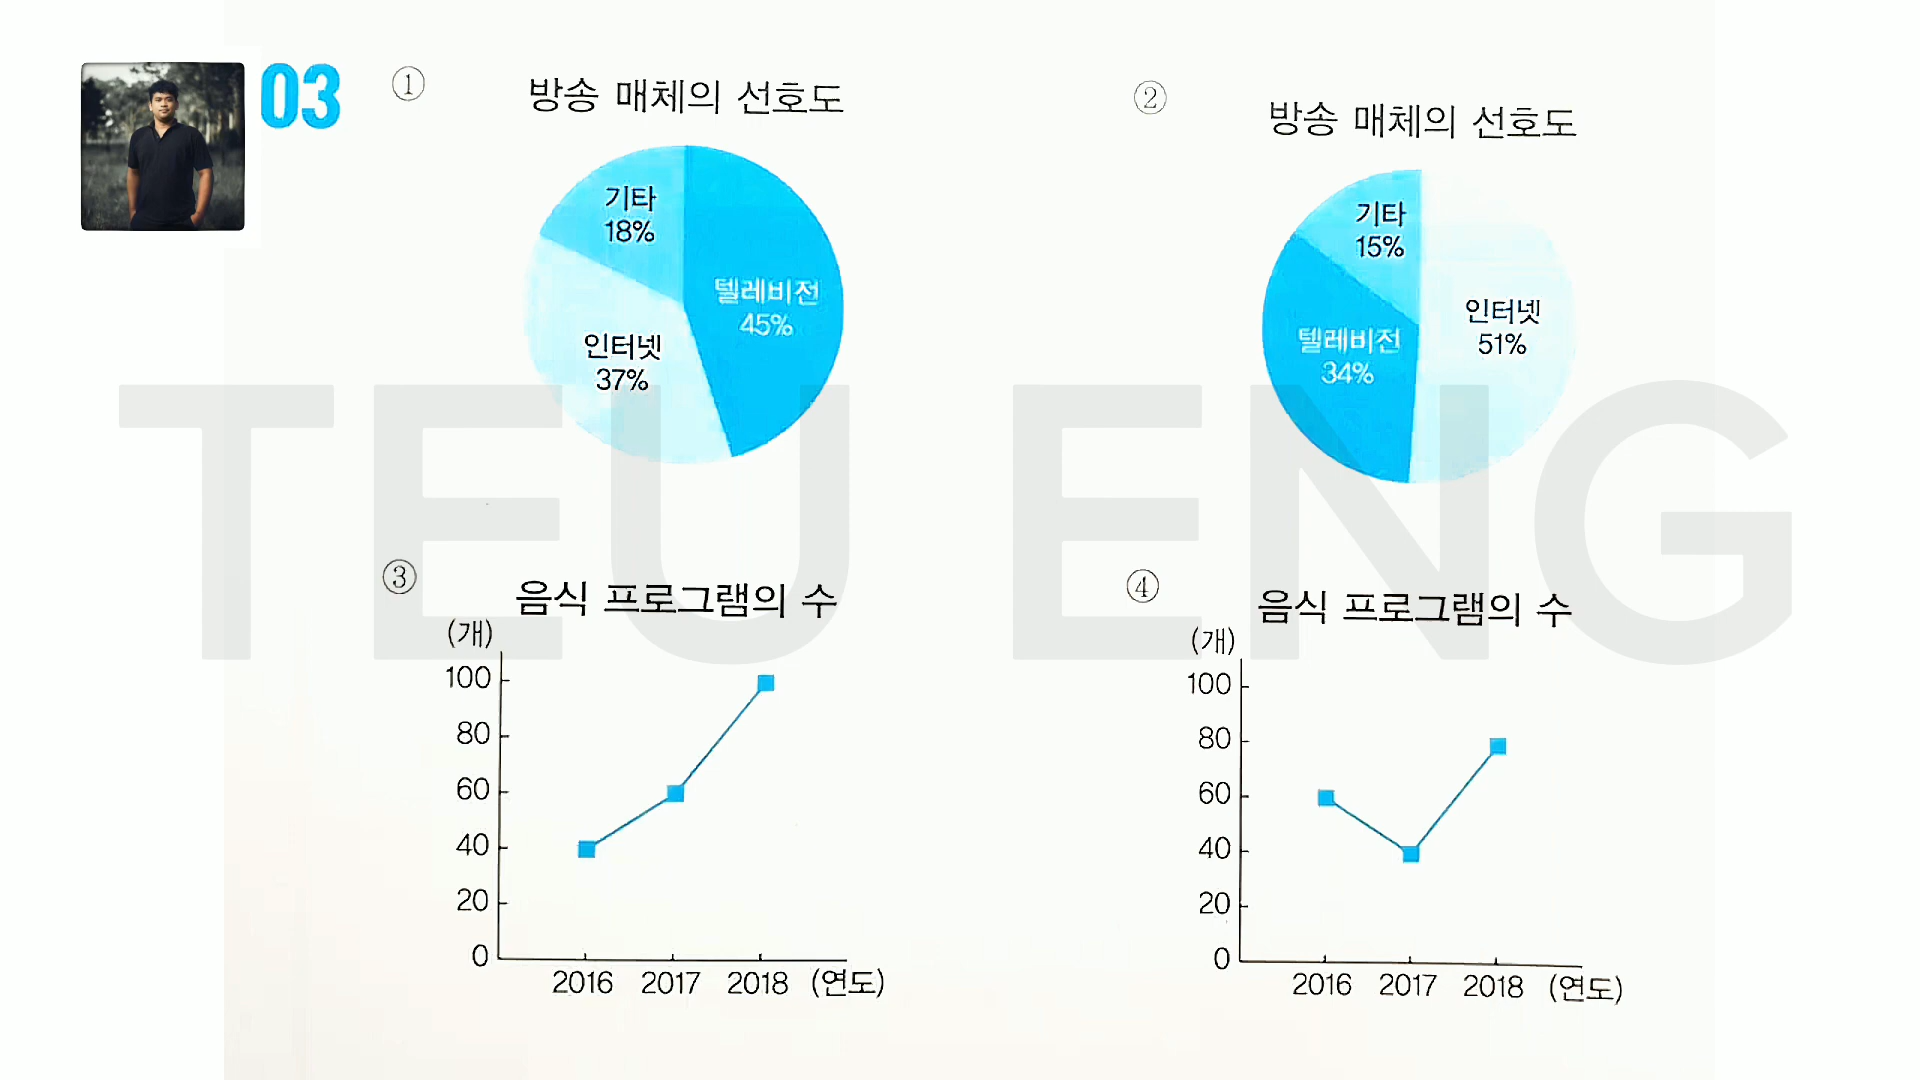 03
①
방송 매체의 선호도
기타
18%
텔레비전
45%
인터넷
37%
②
방송 매체의 선호도
기타
15%
인터넷
51%
텔레비전
34%
TEU ENG
③
음식 프로그램의 수
(개)
100
80
60
40
20
0
2016 2017 2018 (연도)
④
음식 프로그램의 수
(개)
100
80
60
40
20
0
2016 2017 2018 (연도)